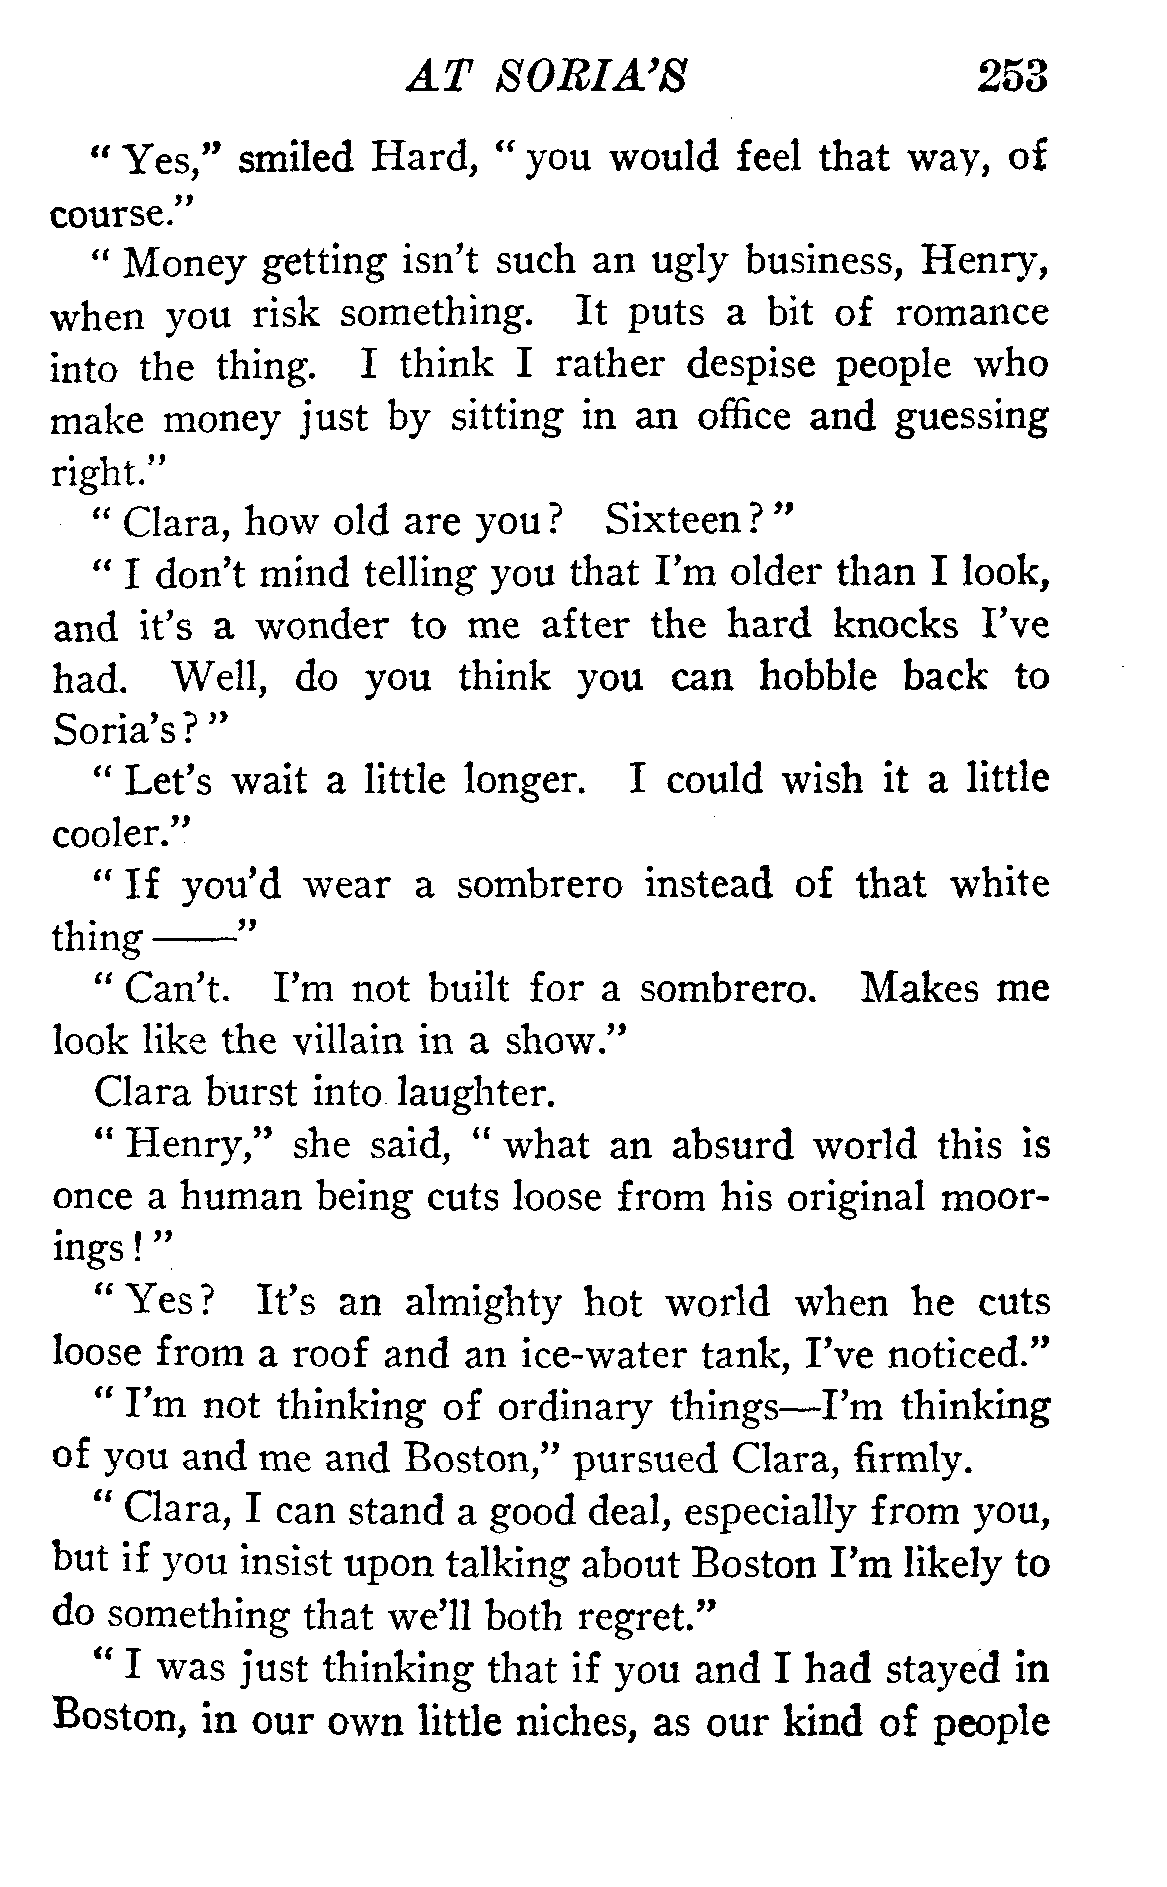 AT SORIA'S 253
"Yes," smiled Hard, "you would feel that way, of
course."
"Money getting isn't such an ugly business, Henry,
when you risk something. It puts a bit of romance
into the thing. I think I rather despise people who
make money just by sitting in an office and guessing
right."
"Clara, how old are you? Sixteen?"
"I don't mind telling you that I'm older than I look,
and it's a wonder to me after the hard knocks I've
had. Well, do you think you can hobble back to
Soria's?"
"Let's wait a little longer. I could wish it a little
cooler."
"If you'd wear a sombrero instead of that white
thing——"
"Can't. I'm not built for a sombrero. Makes me
look like the villain in a show."
Clara burst into laughter.
"Henry," she said, "what an absurd world this is
once a human being cuts loose from his original moor-
ings!"
"Yes? It's an almighty hot world when he cuts
loose from a roof and an ice-water tank, I've noticed."
"I'm not thinking of ordinary things—I'm thinking
of you and me and Boston," pursued Clara, firmly.
"Clara, I can stand a good deal, especially from you,
but if you insist upon talking about Boston I'm likely to
do something that we'll both regret."
"I was just thinking that if you and I had stayed in
Boston, in our own little niches, as our kind of people